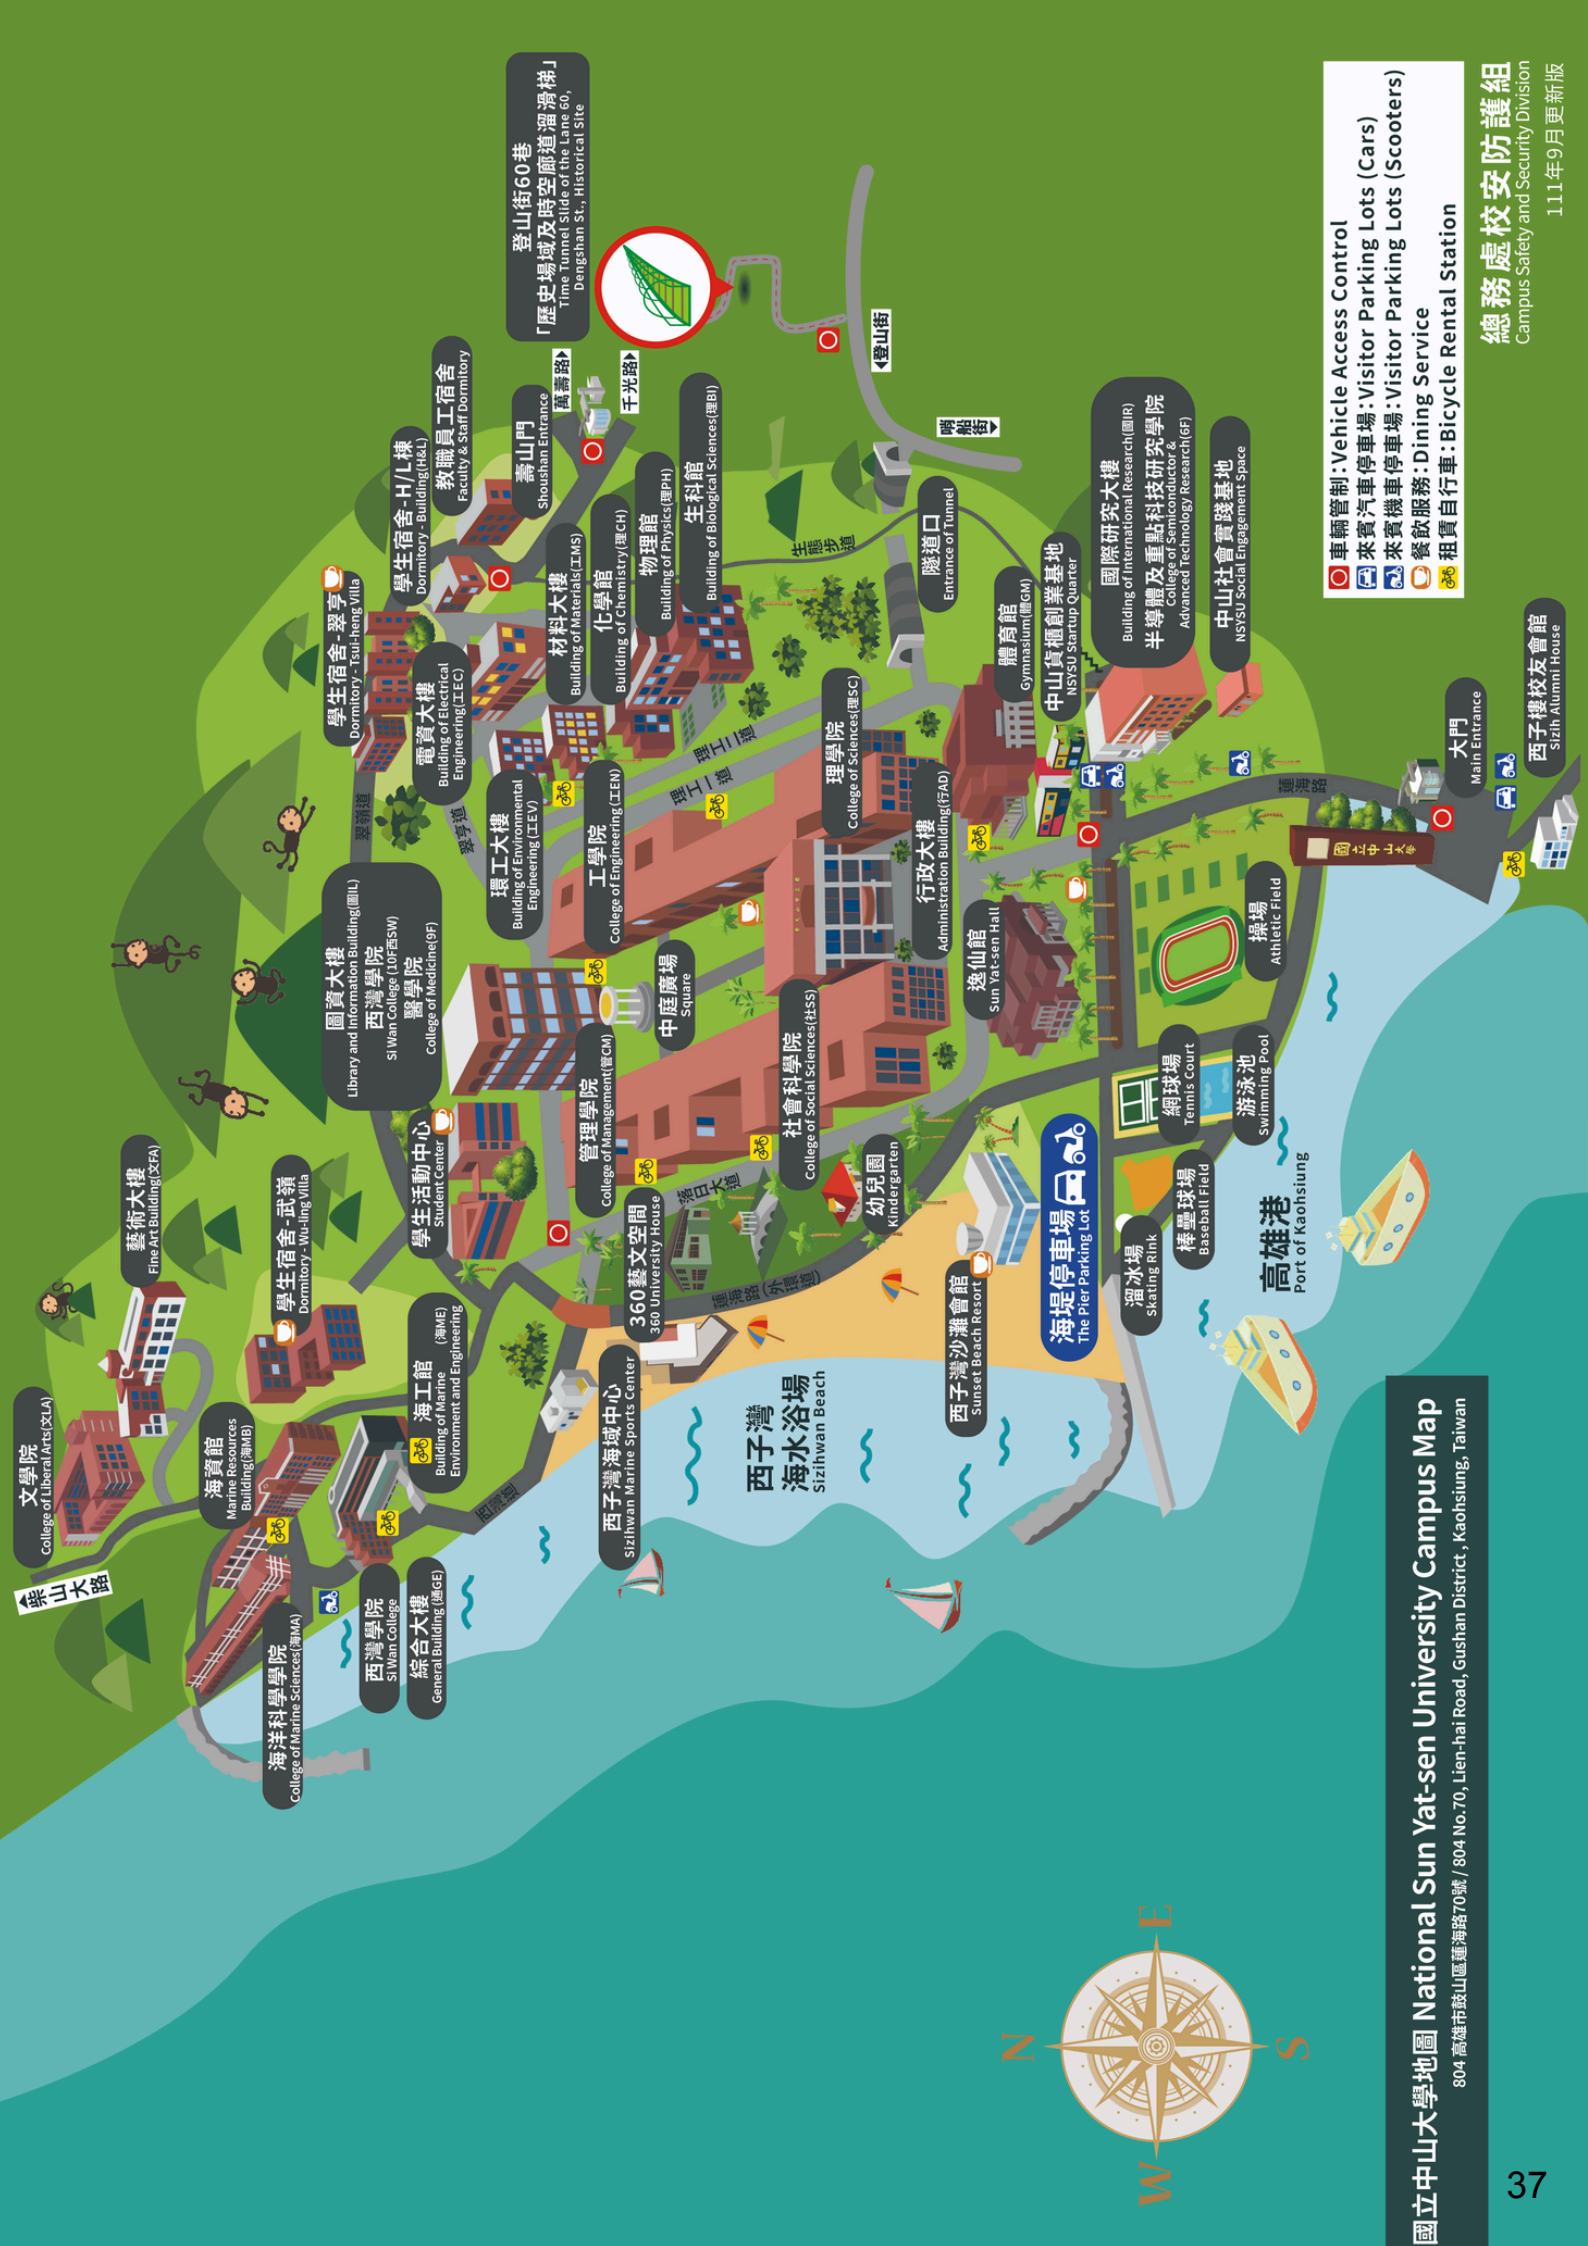 國立中山大學地圖 National Sun Yat-sen University Campus Map
804 高雄市鼓山區蓮海路70號 / 804 No.70, Lien-hai Road, Gushan District , Kaohsiung, Taiwan
柴山大路
文學院
College of Liberal Arts(文LA)
藝術大樓
Fine Art Building(文FA)
海資館
Marine Resources
Building(海MB)
學生宿舍-武嶺
Dormitory - Wu-ling Villa
海洋科學學院
College of Marine Sciences(海MA)
西灣學院
Si Wan College
綜合大樓
General Building (通GE)
海工館 (海ME)
Building of Marine
Environment and Engineering
西灣道
學生活動中心
Student Center
圖資大樓
Library and Information Building(圖IL)
西灣學院
Si Wan College (10F西SW)
醫學院
College of Medicine(9F)
翠嶺道
翠亨道
學生宿舍-翠亨
Dormitory - Tsui-heng Villa
學生宿舍-H/L棟
Dormitory - Building(H&L)
教職員工宿舍
Faculty & Staff Dormitory
壽山門
Shoushan Entrance
萬壽路
千光路
登山街60巷
「歷史場域及時空廊道溜滑梯」
Time Tunnel Slide of the Lane 60,
Dengshan St., Historical Site
電資大樓
Building of Electrical
Engineering(工EC)
環工大樓
Building of Environmental
Engineering (工EV)
材料大樓
Building of Materials(工MS)
化學館
Building of Chemistry(理CH)
物理館
Building of Physics(理PH)
生科館
Building of Biological Sciences(理BI)
工學院
College of Engineering(工EN)
理工一道
理工二道
生態步道
管理學院
College of Management(管CM)
中庭廣場
Square
社會科學院
College of Social Sciences(社SS)
理學院
College of Sciences(理SC)
行政大樓
Administration Building(行AD)
隧道口
Entrance of Tunnel
登山街
哨船街
體育館
Gymnasium(體GM)
中山貨櫃創業基地
NSYSU Startup Quarter
國際研究大樓
Building of International Research(國IR)
半導體及重點科技研究學院
College of Semiconductor &
Advanced Technology Research(6F)
中山社會實踐基地
NSYSU Social Engagement Space
逸仙館
Sun Yat-sen Hall
360藝文空間
360 University House
落日大道
蓮海路(外環道)
幼兒園
Kindergarten
西子灣海域中心
Sizihwan Marine Sports Center
西子灣
海水浴場
Sizihwan Beach
西子灣沙灘會館
Sunset Beach Resort
海堤停車場
The Pier Parking Lot
溜冰場
Skating Rink
棒壘球場
Baseball Field
網球場
Tennis Court
游泳池
Swimming Pool
操場
Athletic Field
高雄港
Port of Kaohsiung
蓮海路
國立中山大學
大門
Main Entrance
西子樓校友會館
Sizih Alumni House
車輛管制:Vehicle Access Control
來賓汽車停車場:Visitor Parking Lots (Cars)
來賓機車停車場:Visitor Parking Lots (Scooters)
餐飲服務:Dining Service
租賃自行車:Bicycle Rental Station
總務處校安防護組
Campus Safety and Security Division
111年9月更新版
N
E
S
W
37